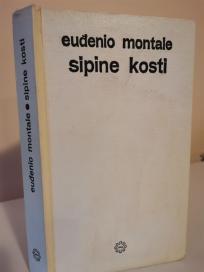 euđenio montale
sipine kosti
euđenio montale • sipine kosti